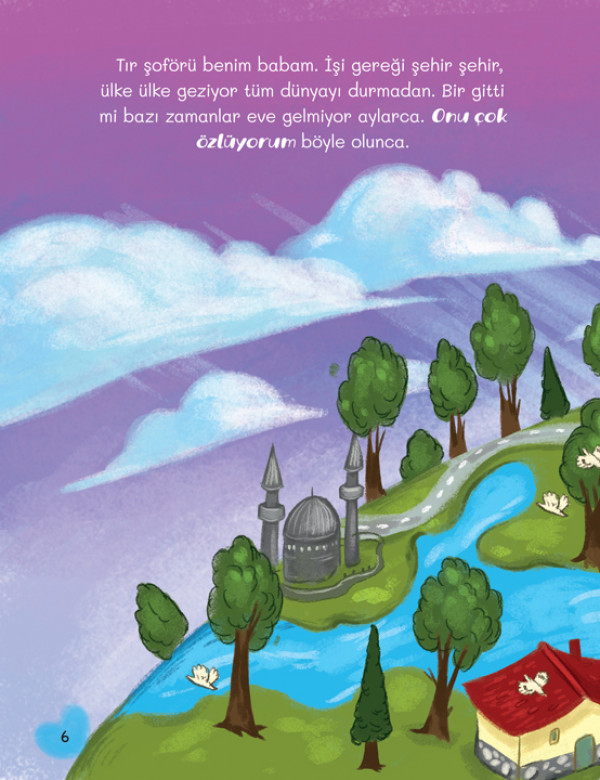 Tır şoförü benim babam. İşi gereği şehir şehir,
ülke ülke geziyor tüm dünyayı durmadan. Bir gitti
mi bazı zamanlar eve gelmiyor aylarca. Onu çok
özlüyorum böyle olunca.
6